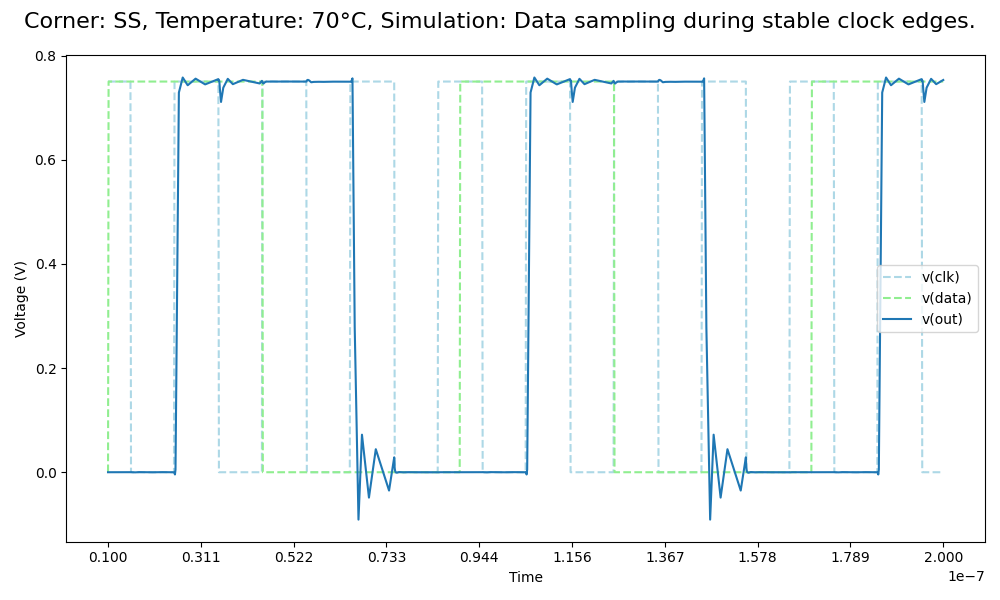 Corner: SS, Temperature: 70°C, Simulation: Data sampling during stable clock edges.
Voltage (V)
0.8
0.6
0.4
0.2
0.0
v(clk)
v(data)
v(out)
0.100 0.311 0.522 0.733 0.944 1.156 1.367 1.578 1.789 2.000
Time
1e−7